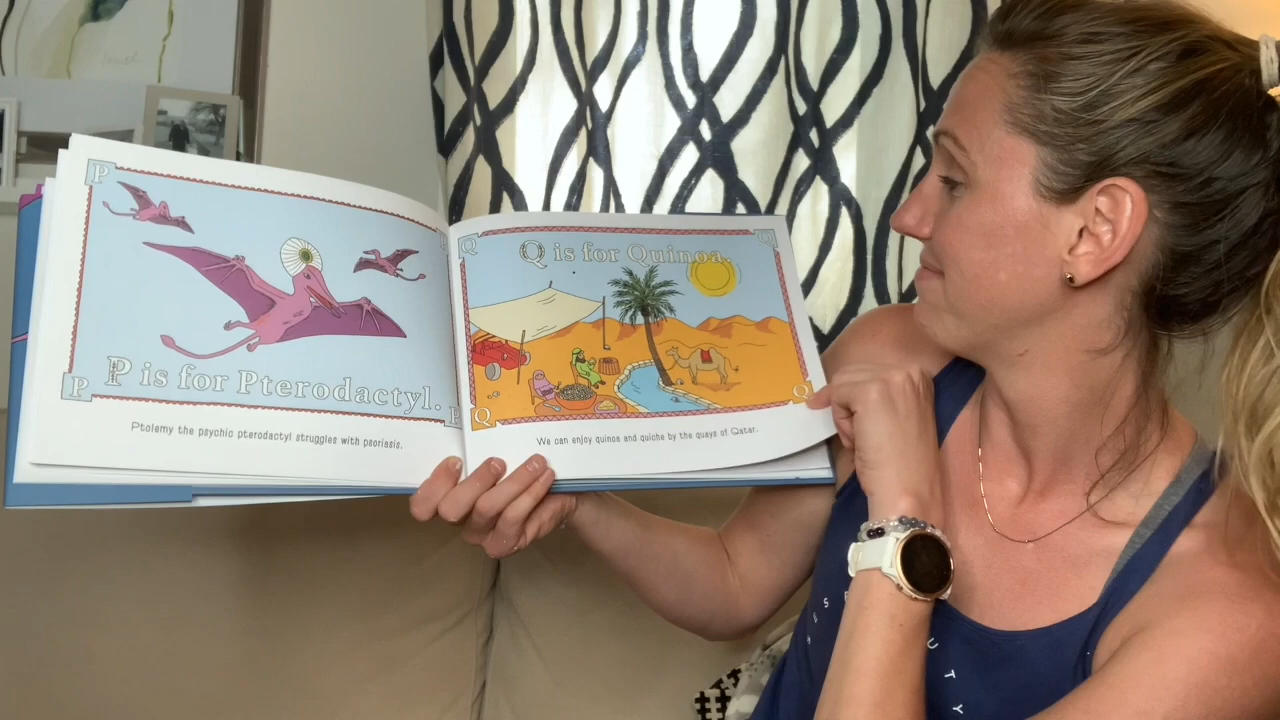 P
P is for Pterodactyl.
P
P
Ptolemy the psychic pterodactyl struggles with psoriasis.
Q
Q
Q is for Quinoa.
Q
Q
We can enjoy quinoa and quiche by the quays of Qatar.
U T Y